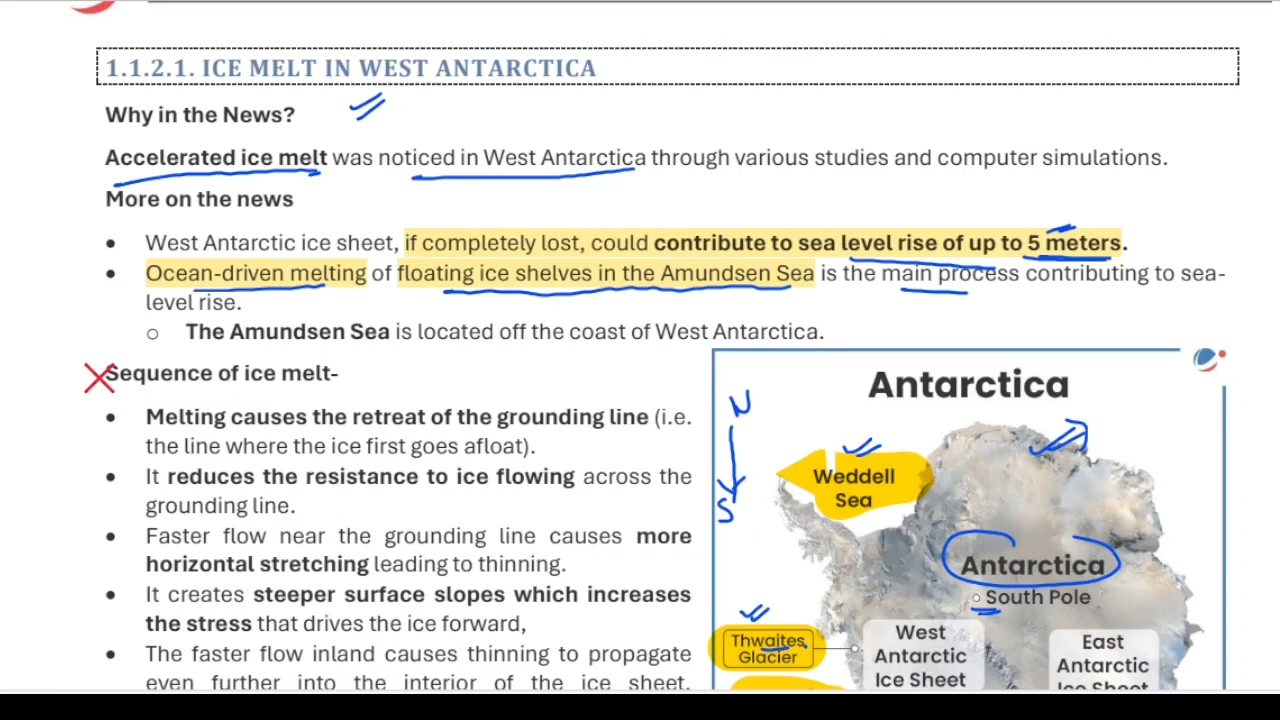 1.1.2.1. ICE MELT IN WEST ANTARCTICA
Why in the News?
Accelerated ice melt was noticed in West Antarctica through various studies and computer simulations.
More on the news
• West Antarctic ice sheet, if completely lost, could contribute to sea level rise of up to 5 meters.
• Ocean-driven melting of floating ice shelves in the Amundsen Sea is the main process contributing to sea-
level rise.
o The Amundsen Sea is located off the coast of West Antarctica.
Sequence of ice melt-
• Melting causes the retreat of the grounding line (i.e.
the line where the ice first goes afloat).
• It reduces the resistance to ice flowing across the
grounding line.
• Faster flow near the grounding line causes more
horizontal stretching leading to thinning.
• It creates steeper surface slopes which increases
the stress that drives the ice forward,
• The faster flow inland causes thinning to propagate
even further into the interior of the ice sheet.
Antarctica
N
S
Weddell
Sea
Antarctica
South Pole
Thwaites
Glacier
West
Antarctic
Ice Sheet
East
Antarctic
Ice Sheet